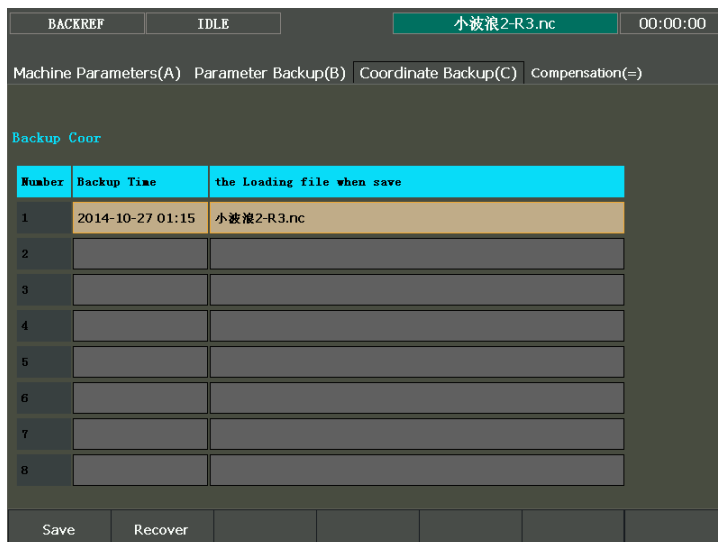 BACKREF IDLE 小波浪2-R3.nc 00:00:00
Machine Parameters(A) Parameter Backup(B) Coordinate Backup(C) Compensation(=)
Backup Coor
Number Backup Time the Loading file when save
1 2014-10-27 01:15 小波浪2-R3.nc
2
3
4
5
6
7
8
Save Recover